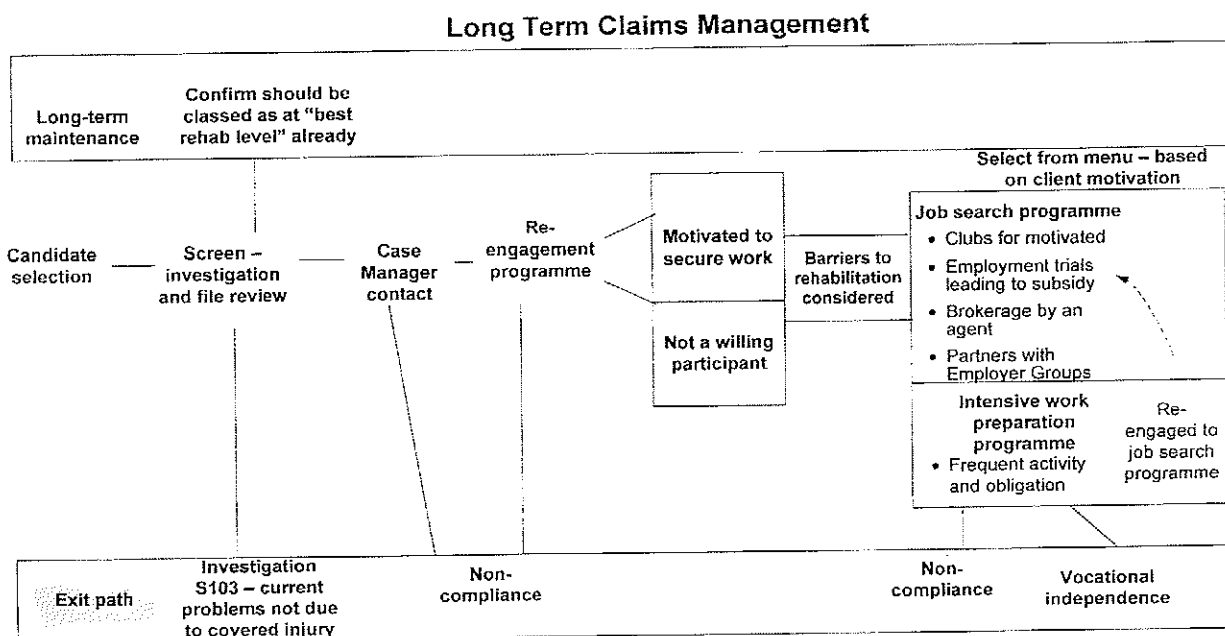 Long Term Claims Management
Long-term
maintenance
Confirm should be
classed as at “best
rehab level” already
Select from menu – based
on client motivation
Candidate
selection
Screen –
investigation
and file review
Case
Manager
contact
Re-
engagement
programme
Motivated to
secure work
Not a willing
participant
Barriers to
rehabilitation
considered
Job search programme
• Clubs for motivated
• Employment trials
leading to subsidy
• Brokerage by an
agent
• Partners with
Employer Groups
Intensive work
preparation
programme
• Frequent activity
and obligation
Re-
engaged to
job search
programme
Exit path
Investigation
S103 – current
problems not due
to covered injury
Non-
compliance
Non-
compliance
Vocational
independence